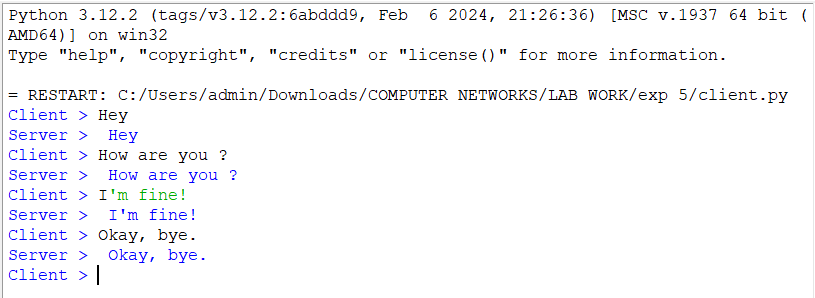 Python 3.12.2 (tags/v3.12.2:6abddd9, Feb  6 2024, 21:26:36) [MSC v.1937 64 bit (
AMD64)] on win32
Type "help", "copyright", "credits" or "license()" for more information.

= RESTART: C:/Users/admin/Downloads/COMPUTER NETWORKS/LAB WORK/exp 5/client.py
Client > Hey
Server >  Hey
Client > How are you ?
Server >  How are you ?
Client > I'm fine!
Server >  I'm fine!
Client > Okay, bye.
Server >  Okay, bye.
Client >